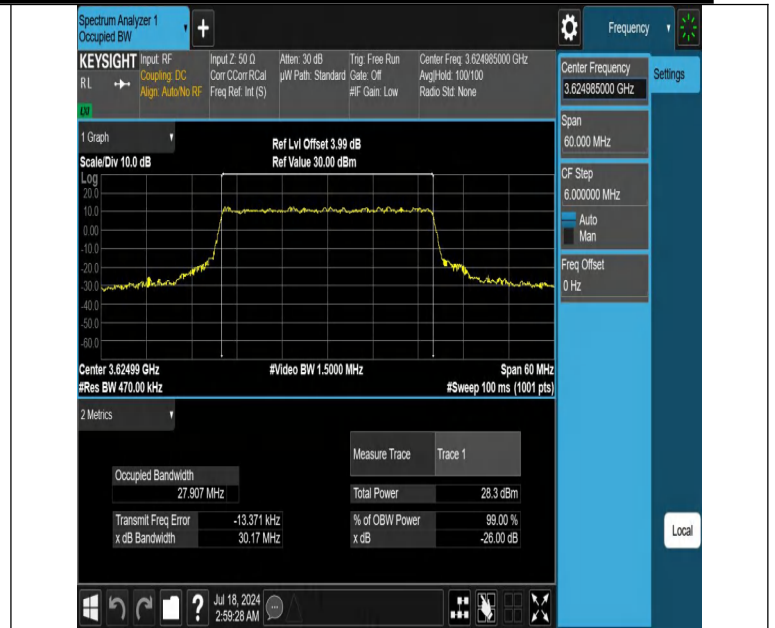 Spectrum Analyzer 1
Occupied BW
Frequency
KEYSIGHT
RL
Input: RF
Coupling: DC
Align: Auto/No RF
Input Z: 50 Ω
Corr CCorr RCal
Freq Ref: Int (S)
Atten: 30 dB
µW Path: Standard
Trig: Free Run
Gate: Off
#IF Gain: Low
Center Freq: 3.624985000 GHz
Avg|Hold: 100/100
Radio Std: None
Center Frequency
3.624985000 GHz
Settings
Span
60.000 MHz
CF Step
6.000000 MHz
Auto
Man
Freq Offset
0 Hz
1 Graph
Scale/Div 10.0 dB
Ref Lvl Offset 3.99 dB
Ref Value 30.00 dBm
Log
20.0
10.0
0.00
-10.0
-20.0
-30.0
-40.0
-50.0
-60.0
Center 3.62499 GHz
#Video BW 1.5000 MHz
Span 60 MHz
#Res BW 470.00 kHz
#Sweep 100 ms (1001 pts)
2 Metrics
Measure Trace
Trace 1
Occupied Bandwidth
27.907 MHz
Total Power
28.3 dBm
Transmit Freq Error
-13.371 kHz
% of OBW Power
99.00 %
x dB Bandwidth
30.17 MHz
x dB
-26.00 dB
Local
Jul 18, 2024
2:59:28 AM